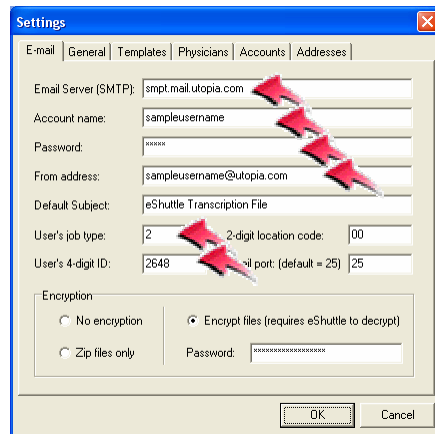 Settings
E-mail General Templates Physicians Accounts Addresses
Email Server (SMTP): smpt.mail.utopia.com
Account name: sampleusername
Password: xxxxx
From address: sampleusername@utopia.com
Default Subject: eShuttle Transcription File
User's job type: 2 2-digit location code: 00
User's 4-digit ID: 2648 port: (default = 25) 25
Encryption
No encryption Encrypt files (requires eShuttle to decrypt)
Zip files only Password: xxxxxxxxxxxxxxxxxx
OK Cancel